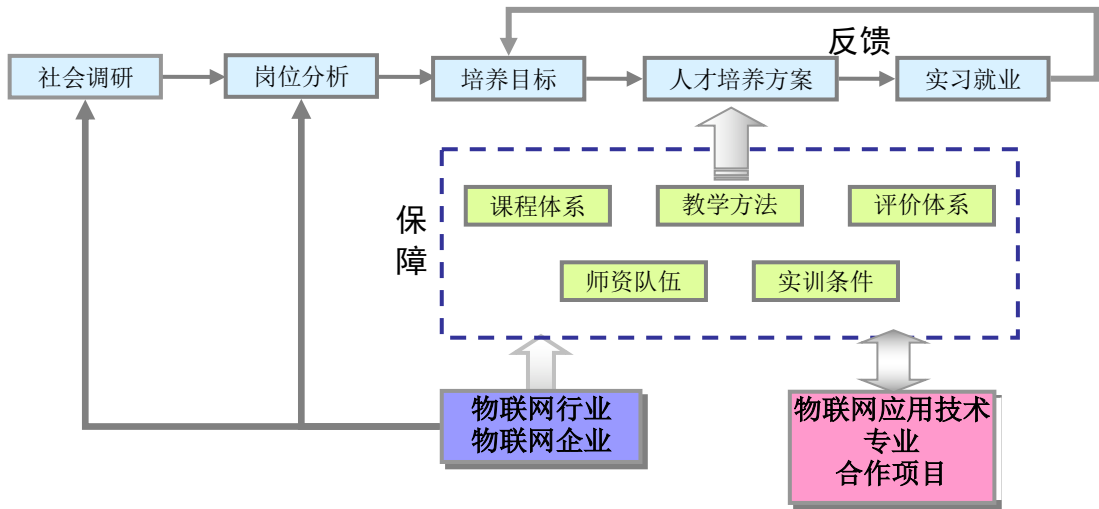 反馈
社会调研
岗位分析
培养目标
人才培养方案
实习就业
保
障
课程体系
教学方法
评价体系
师资队伍
实训条件
物联网行业
物联网企业
物联网应用技术
专业
合作项目